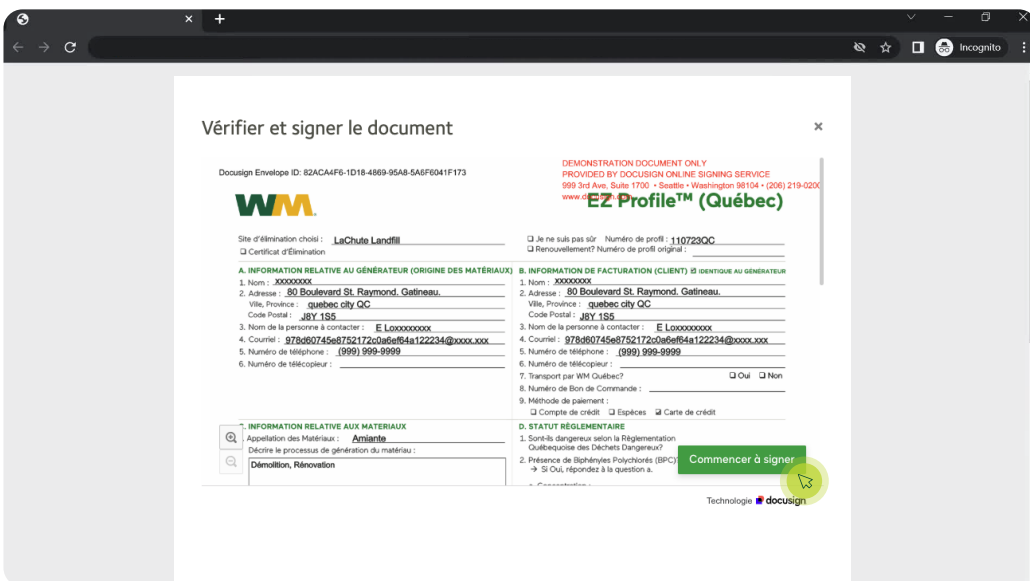 Incognito
Vérifier et signer le document
Docusign Envelope ID: 82ACA4F6-1D18-4869-95A8-5A6F6041F173
DEMONSTRATION DOCUMENT ONLY
PROVIDED BY DOCUSIGN ONLINE SIGNING SERVICE
999 3rd Ave, Suite 1700 • Seattle • Washington 98104 • (206) 219-0200
WM
EZ Profile™ (Québec)
Site d'élimination choisi : LaChute Landfill
Certificat d'Élimination
Je ne suis pas sûr Numéro de profil : 110723QC
Renouvellement? Numéro de profil original :
A. INFORMATION RELATIVE AU GÉNÉRATEUR (ORIGINE DES MATÉRIAUX)
1. Nom : xxxxxxxx
2. Adresse : 80 Boulevard St. Raymond. Gatineau.
Ville, Province : quebec city QC
Code Postal : J8Y 1S5
3. Nom de la personne à contacter : E Loxxxxxxxx
4. Courriel : 978d60745e8752172c0a6ef64a122234@xxxx.xxx
5. Numéro de téléphone : (999) 999-9999
6. Numéro de télécopieur :
B. INFORMATION DE FACTURATION (CLIENT) IDENTIQUE AU GÉNÉRATEUR
1. Nom : xxxxxxxx
2. Adresse : 80 Boulevard St. Raymond. Gatineau.
Ville, Province : quebec city QC
Code Postal : J8Y 1S5
3. Nom de la personne à contacter : E Loxxxxxxxx
4. Courriel : 978d60745e8752172c0a6ef64a122234@xxxx.xxx
5. Numéro de téléphone : (999) 999-9999
6. Numéro de télécopieur :
7. Transport par WM Québec? Oui Non
8. Numéro de Bon de Commande :
9. Méthode de paiement :
Compte de crédit Espèces Carte de crédit
INFORMATION RELATIVE AUX MATERIAUX
Appellation des Matériaux : Amiante
Décrire le processus de génération du matériau :
Démolition, Rénovation
D. STATUT RÈGLEMENTAIRE
1. Sont-ils dangereux selon la Règlementation
Québequoise des Déchets Dangereux?
2. Présence de Biphényles Polychlorés (BPC)?
→ Si Oui, répondez à la question a.
Commencer à signer
Technologie docusign